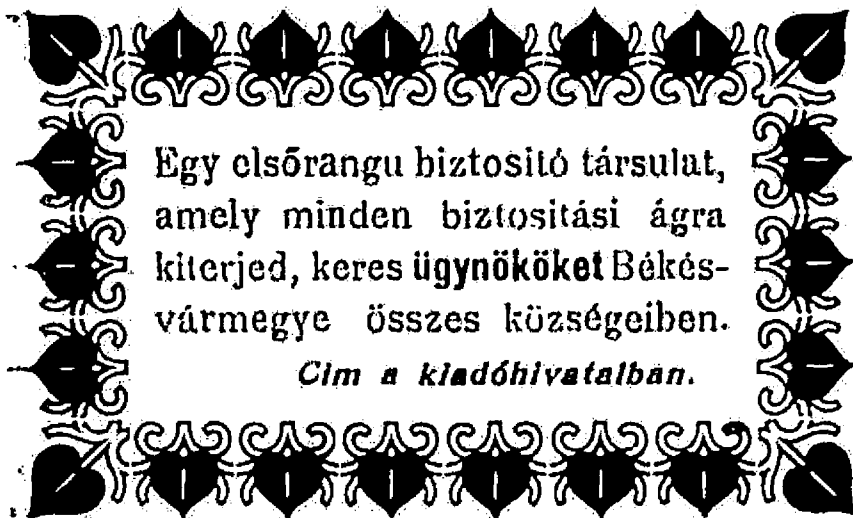 Egy elsőrangu biztositó társulat,
amely minden biztositási ágra
kiterjed, keres ügynököket Békés-
vármegye összes községeiben.
Cim a kiadóhivatalban.